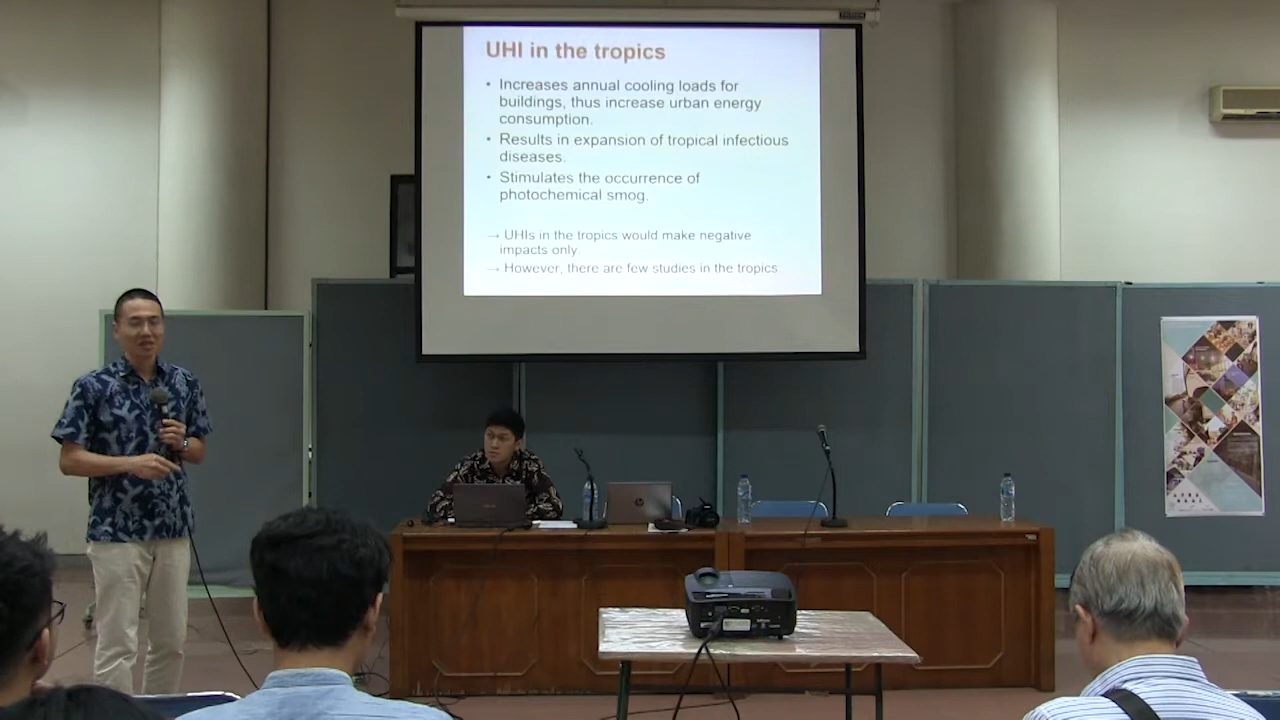 UHI in the tropics
• Increases annual cooling loads for
buildings, thus increase urban energy
consumption.
• Results in expansion of tropical infectious
diseases.
• Stimulates the occurrence of
photochemical smog.
→ UHIs in the tropics would make negative
impacts only
→ However, there are few studies in the tropics.